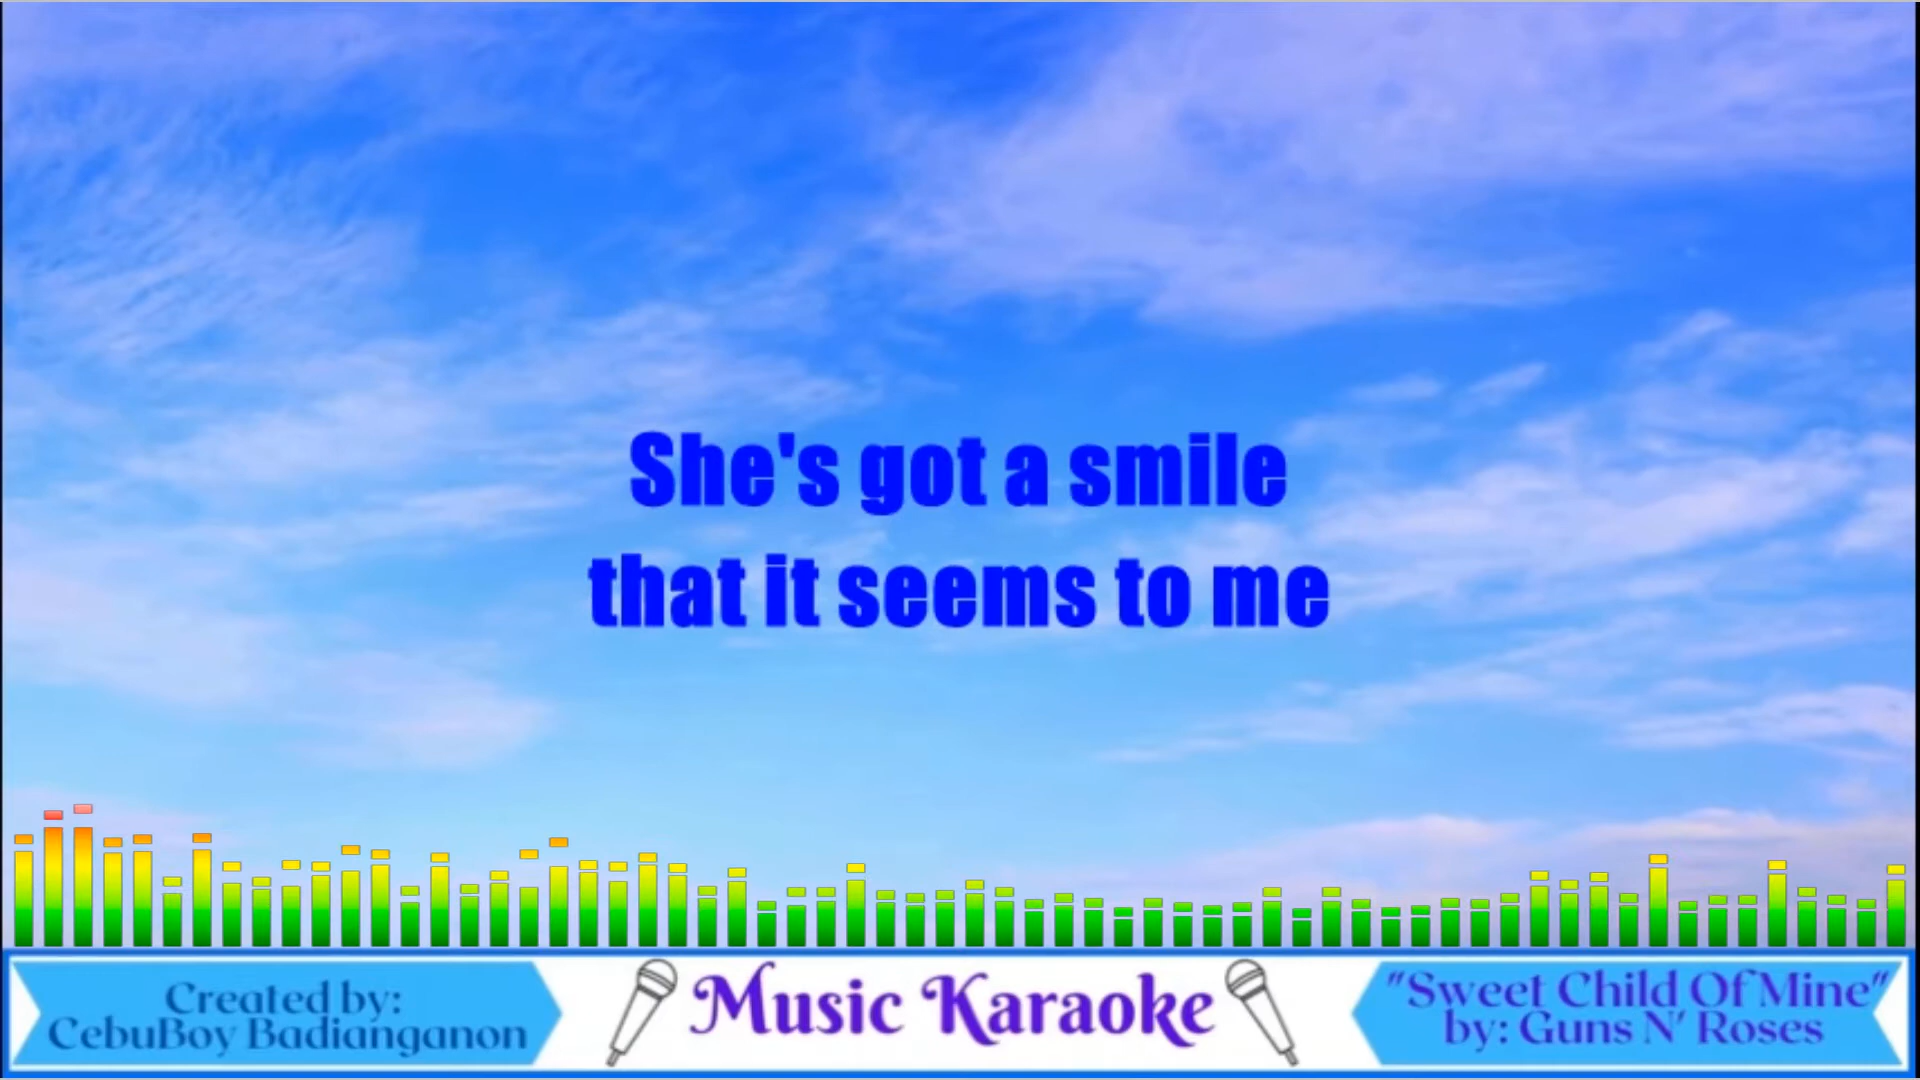 She's got a smile
that it seems to me
Created by:
CebuBoy Badianganon
Music Karaoke
"Sweet Child Of Mine"
by: Guns N' Roses